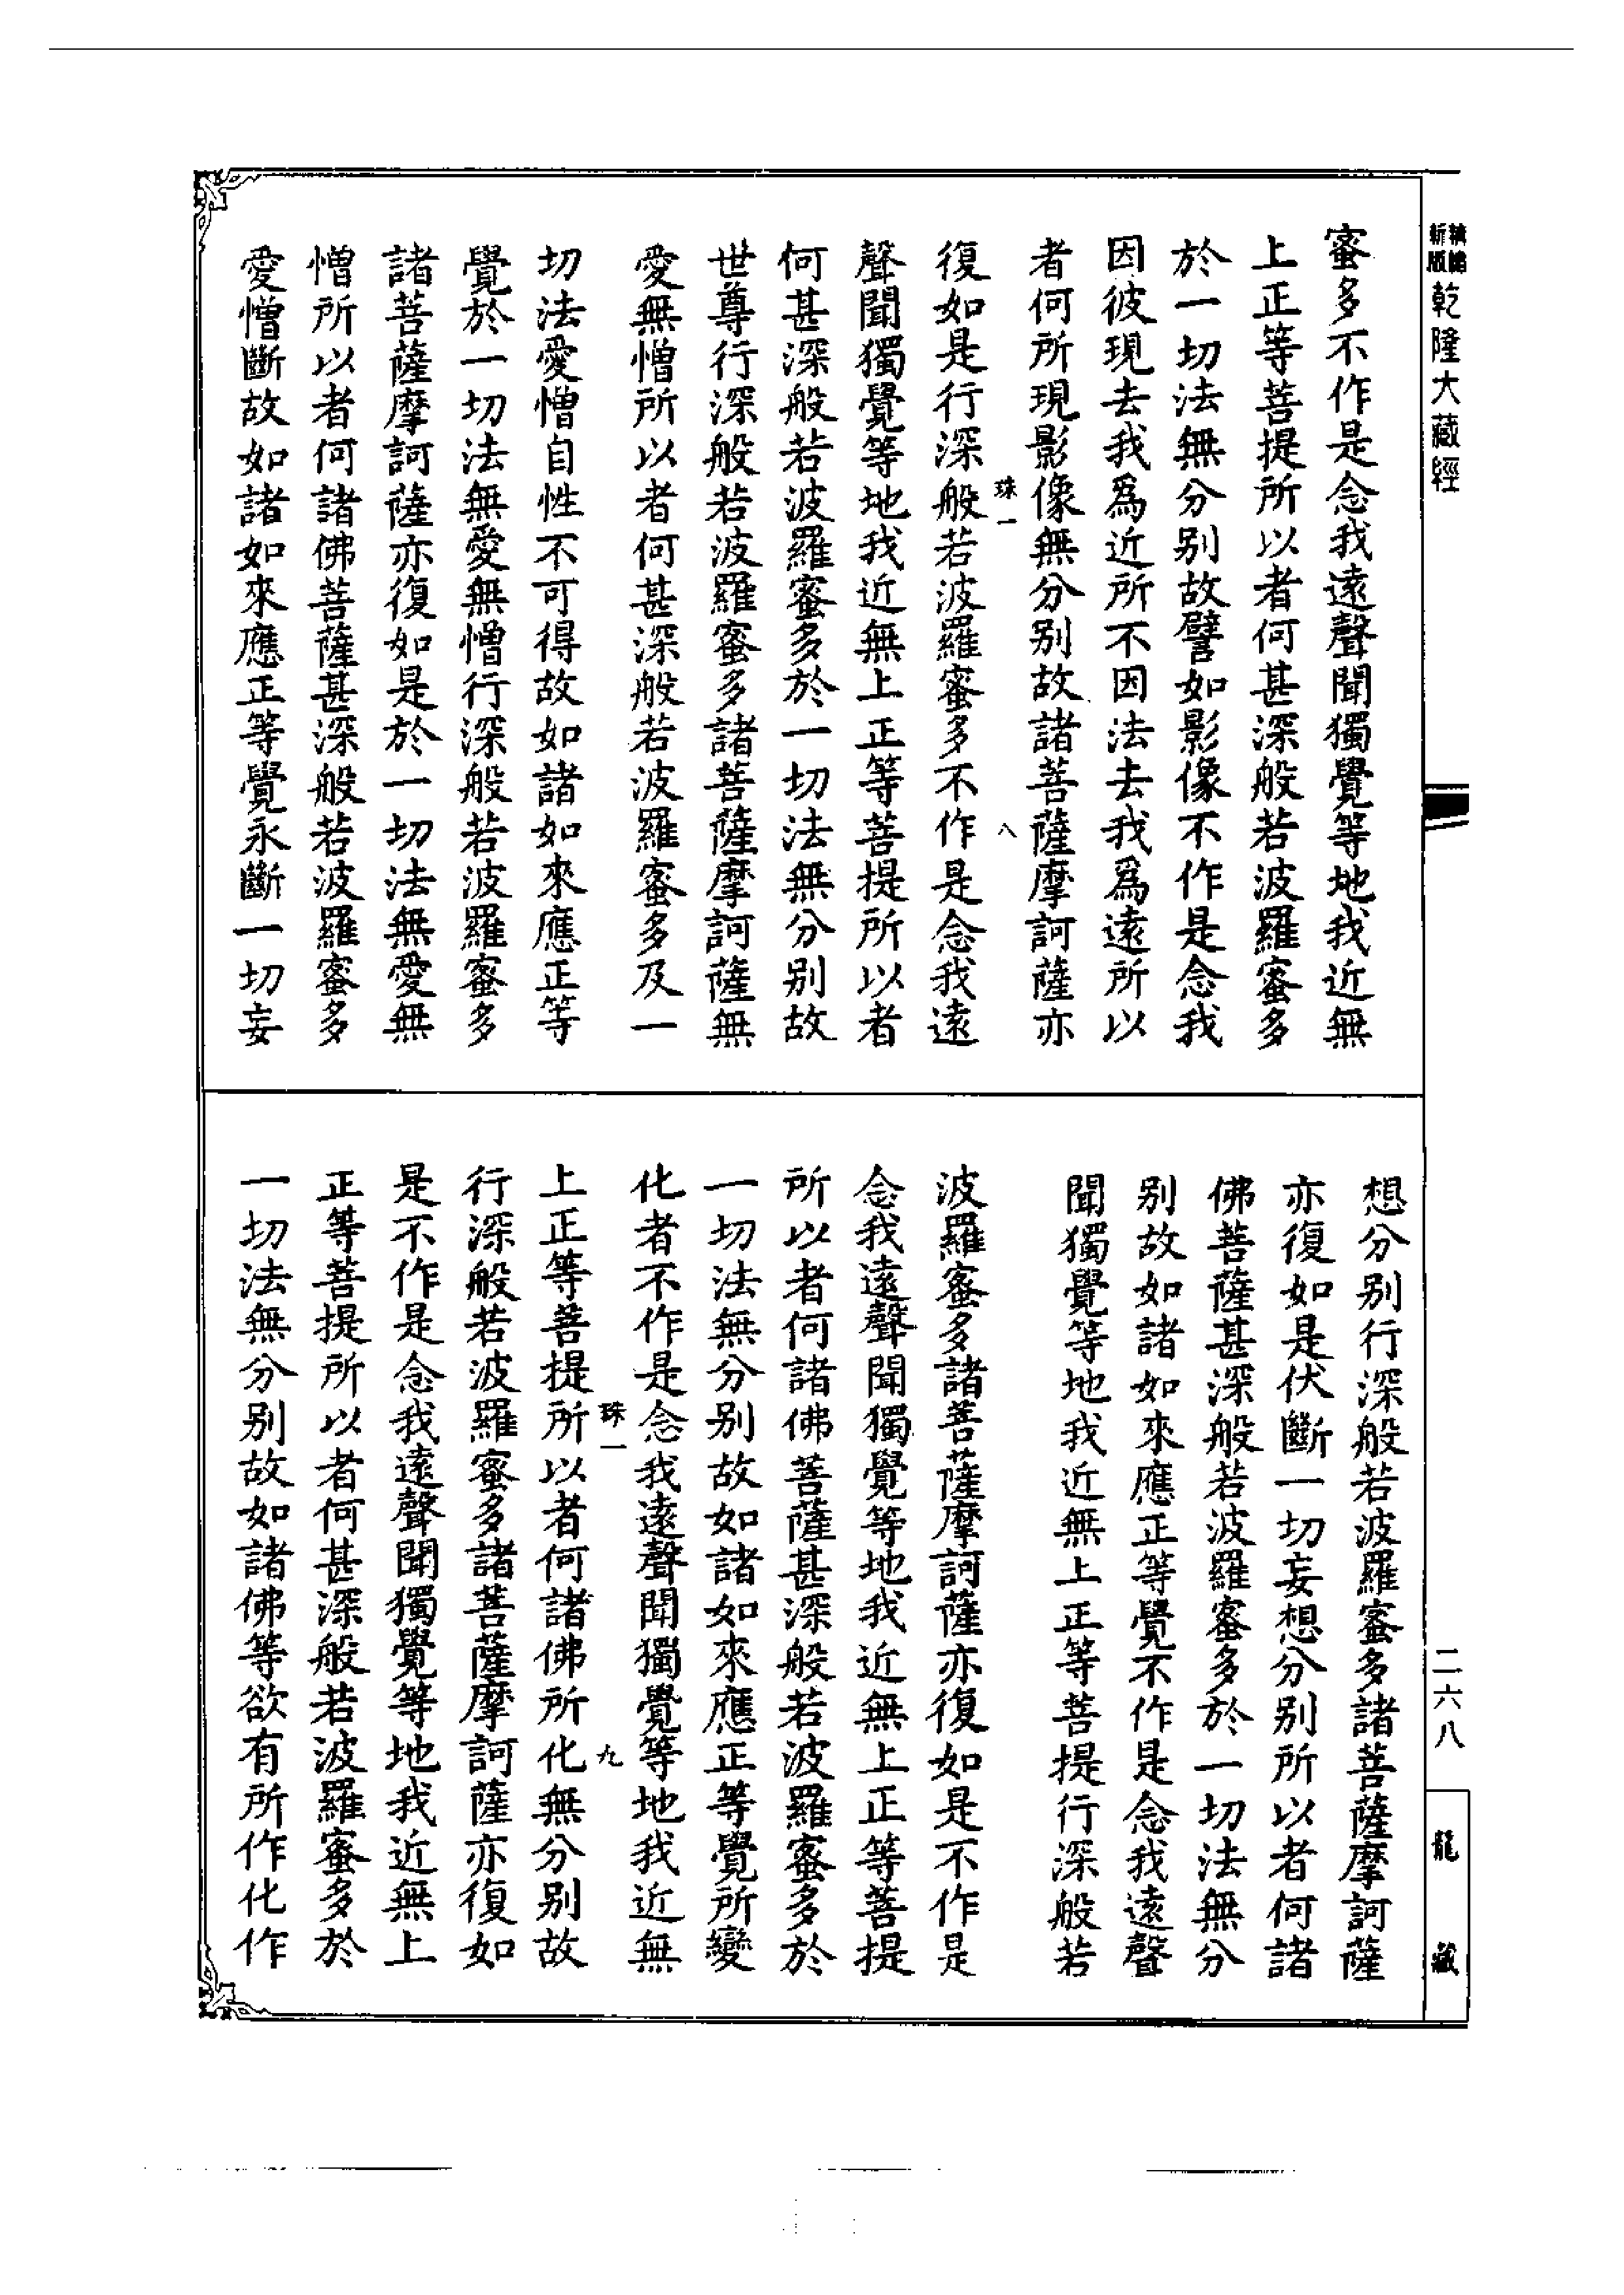 新版
精縮
乾隆大藏經
二六八
龍藏
蜜多不作是念我遠聲聞獨覺等地我近無
上正等菩提所以者何甚深般若波羅蜜多
於一切法無分別故譬如影像不作是念我
因彼現去我為近所不因法去我為遠所以
者何所現影像無分別故諸菩薩摩訶薩亦
珠一
八
復如是行深般若波羅蜜多不作是念我遠
聲聞獨覺等地我近無上正等菩提所以者
何甚深般若波羅蜜多於一切法無分別故
世尊行深般若波羅蜜多諸菩薩摩訶薩無
愛無憎所以者何甚深般若波羅蜜多及一
切法愛憎自性不可得故如諸如來應正等
覺於一切法無愛無憎行深般若波羅蜜多
諸菩薩摩訶薩亦復如是於一切法無愛無
憎所以者何諸佛菩薩甚深般若波羅蜜多
愛憎斷故如諸如來應正等覺永斷一切妄
想分別行深般若波羅蜜多諸菩薩摩訶薩
亦復如是伏斷一切妄想分別所以者何諸
佛菩薩甚深般若波羅蜜多於一切法無分
別故如諸如來應正等覺不作是念我遠聲
聞獨覺等地我近無上正等菩提行深般若
波羅蜜多諸菩薩摩訶薩亦復如是不作是
念我遠聲聞獨覺等地我近無上正等菩提
所以者何諸佛菩薩甚深般若波羅蜜多於
一切法無分別故如諸如來應正等覺所變
化者不作是念我遠聲聞獨覺等地我近無
珠一
九
上正等菩提所以者何諸佛所化無分別故
行深般若波羅蜜多諸菩薩摩訶薩亦復如
是不作是念我遠聲聞獨覺等地我近無上
正等菩提所以者何甚深般若波羅蜜多於
一切法無分別故如諸佛等欲有所作化作